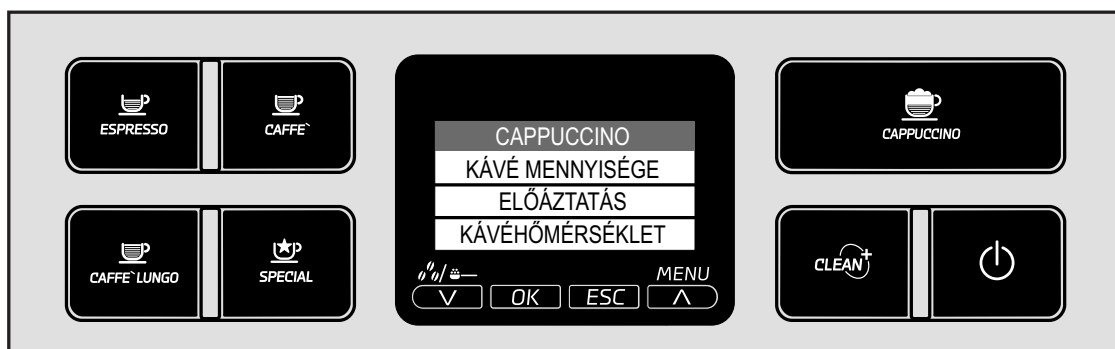 ESPRESSO
CAFFE`
CAFFE`LUNGO
SPECIAL
CAPPUCCINO
KÁVÉ MENNYISÉGE
ELŐÁZTATÁS
KÁVÉHŐMÉRSÉKLET
MENU
OK
ESC
CAPPUCCINO
CLEAN+